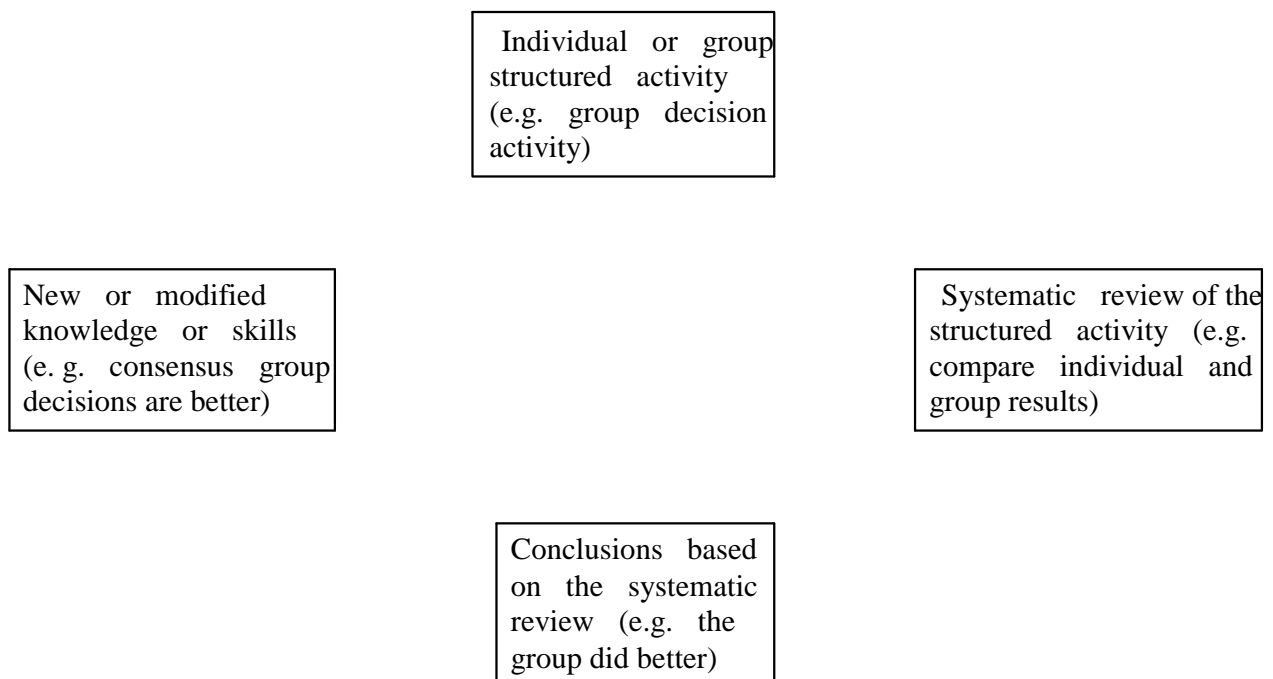 Individual or group
structured activity
(e.g. group decision
activity)
New or modified
knowledge or skills
(e. g. consensus group
decisions are better)
Systematic review of the
structured activity (e.g.
compare individual and
group results)
Conclusions based
on the systematic
review (e.g. the
group did better)